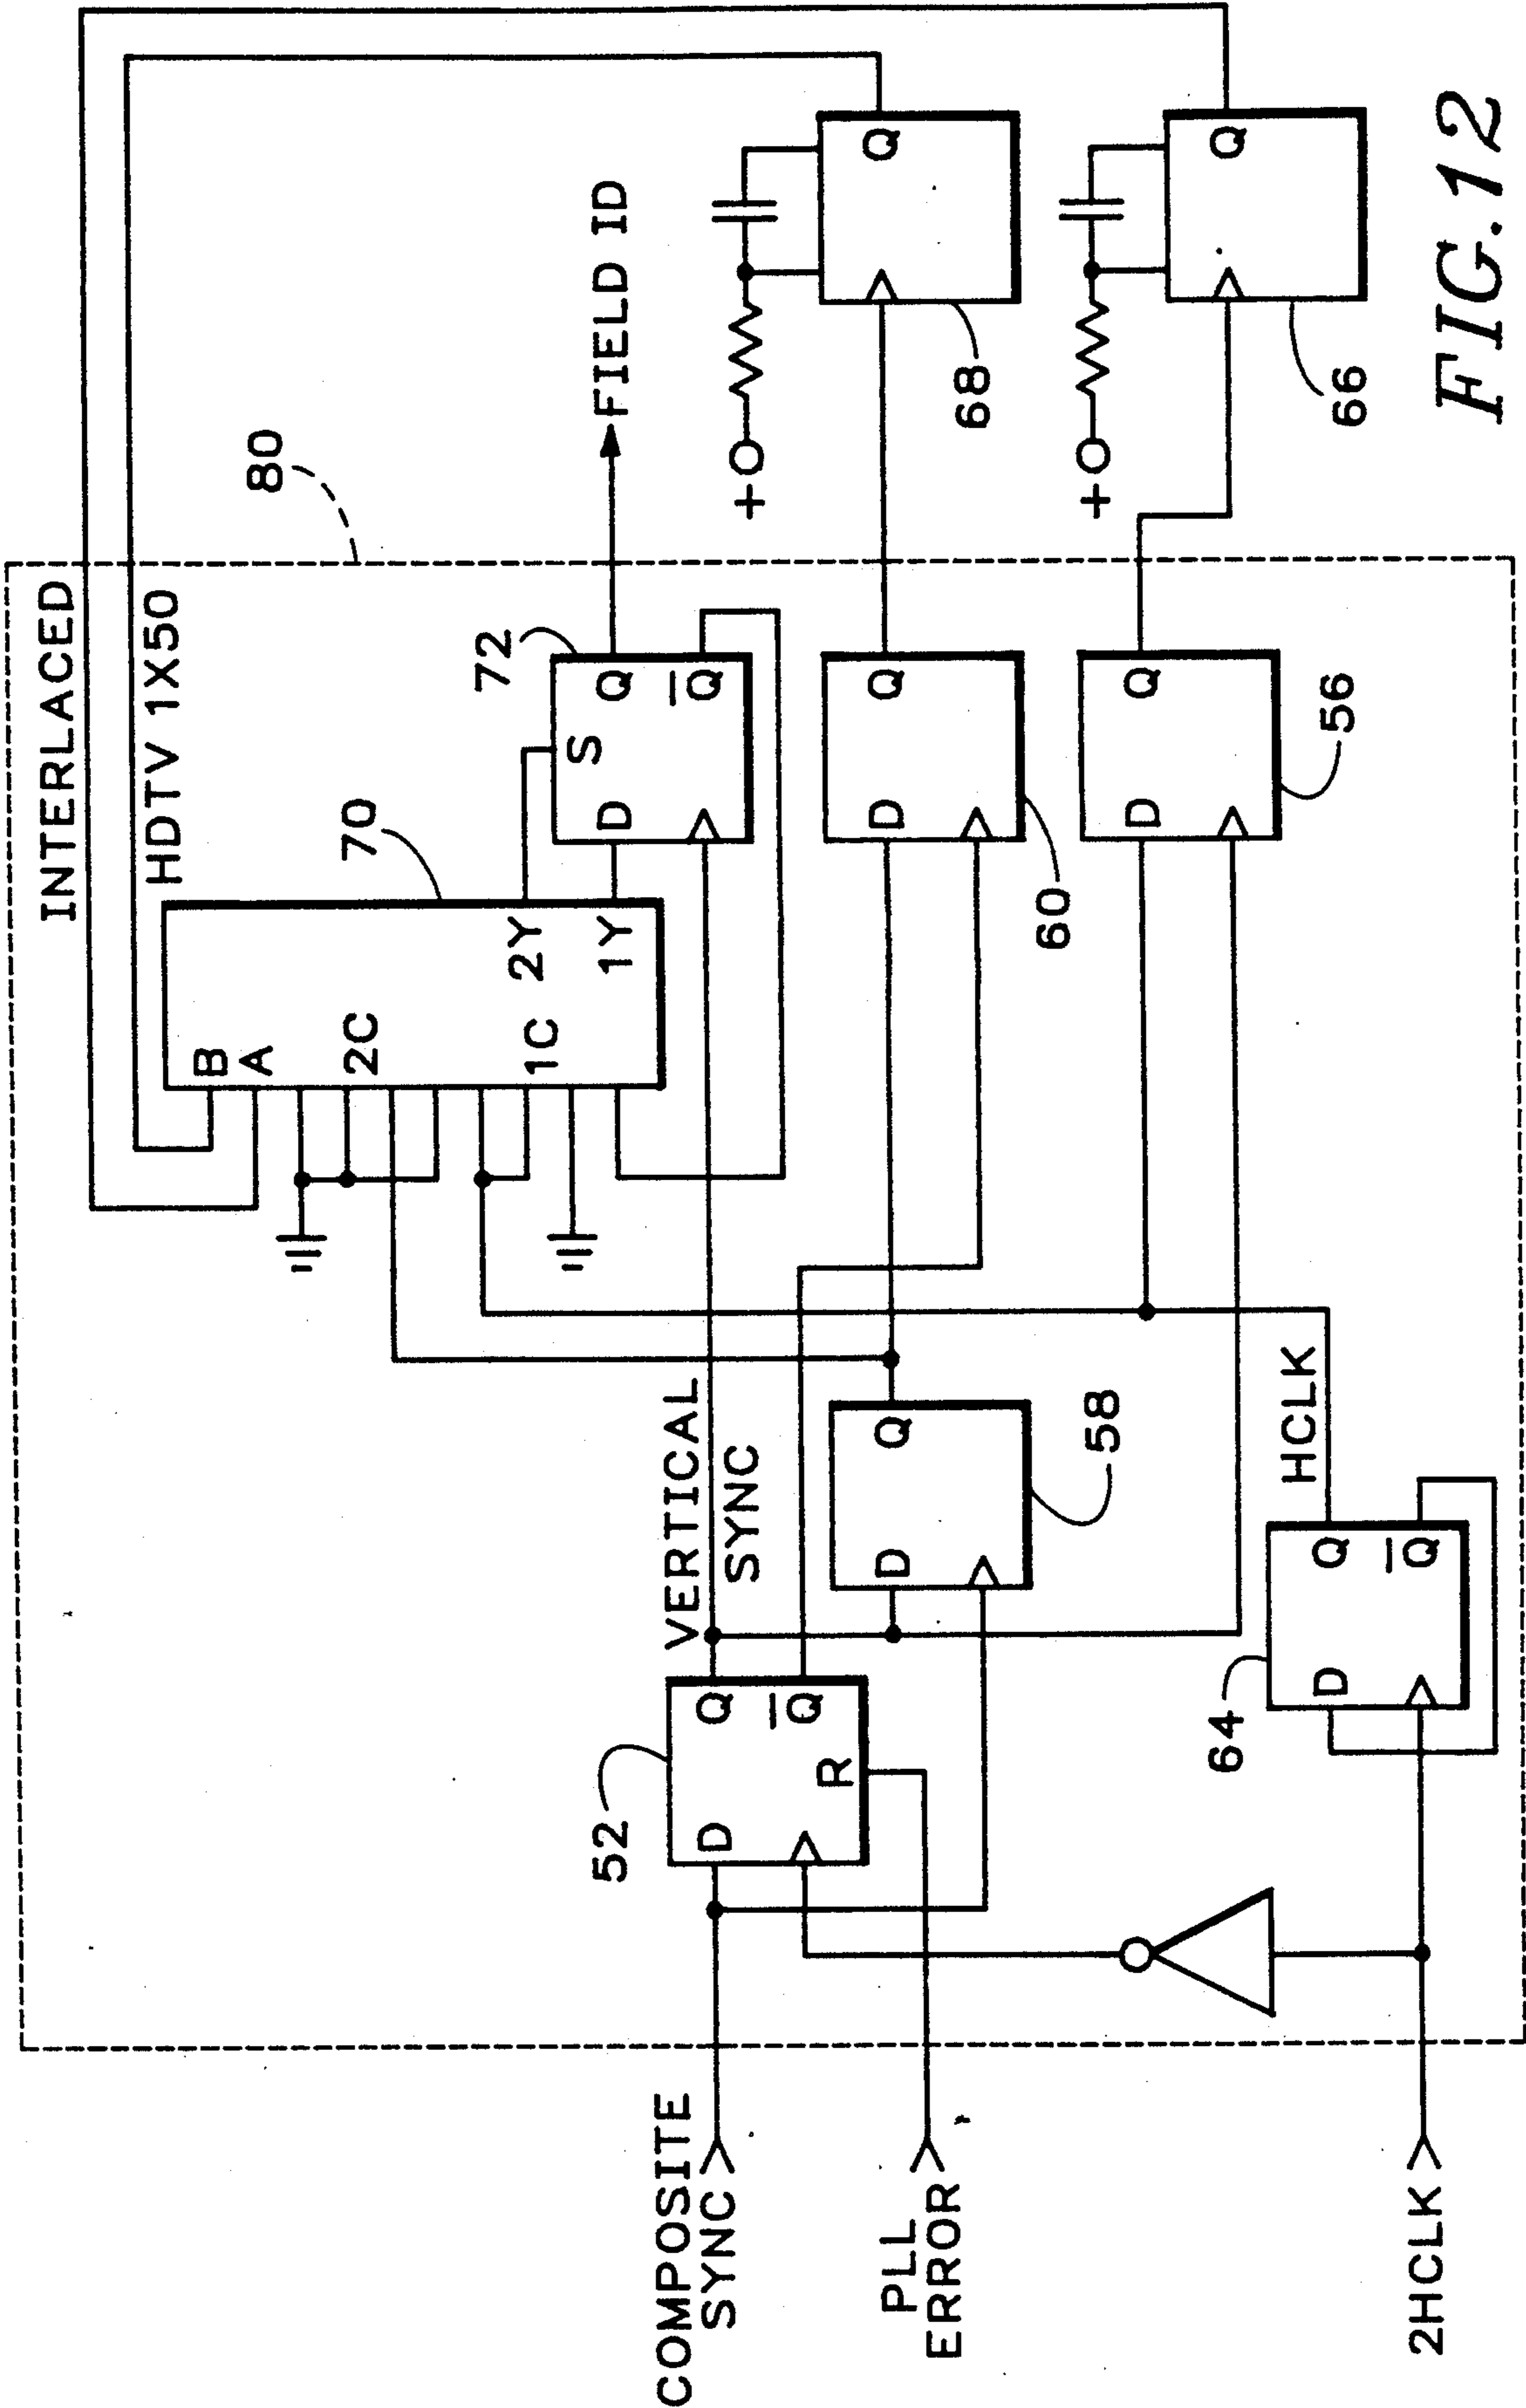 INTERLACED
HDTV 1X50
80
70
B
A
2C
1C
2Y
1Y
72
S
D
Q
Q
FIELD ID
+
68
Q
+
66
Q
60
D
Q
56
D
Q
VERTICAL
SYNC
52
D
Q
Q
R
58
D
Q
HCLK
64
D
Q
Q
COMPOSITE
SYNC
PLL
ERROR
2HCLK
FIG.12